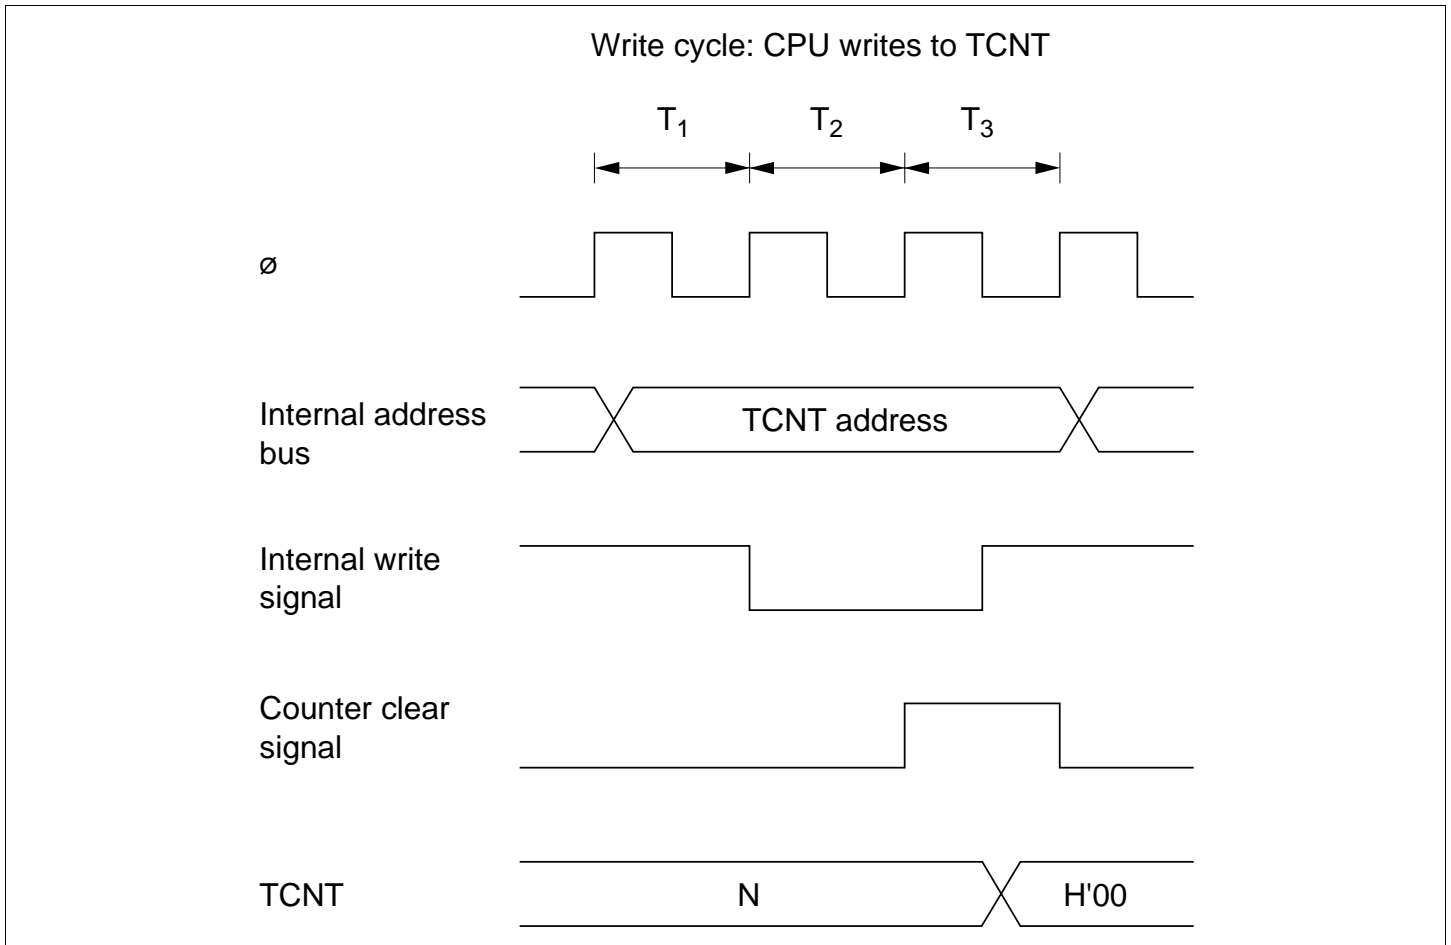 Write cycle: CPU writes to TCNT
T1 T2 T3
ø
Internal address
bus
TCNT address
Internal write
signal
Counter clear
signal
TCNT N H'00